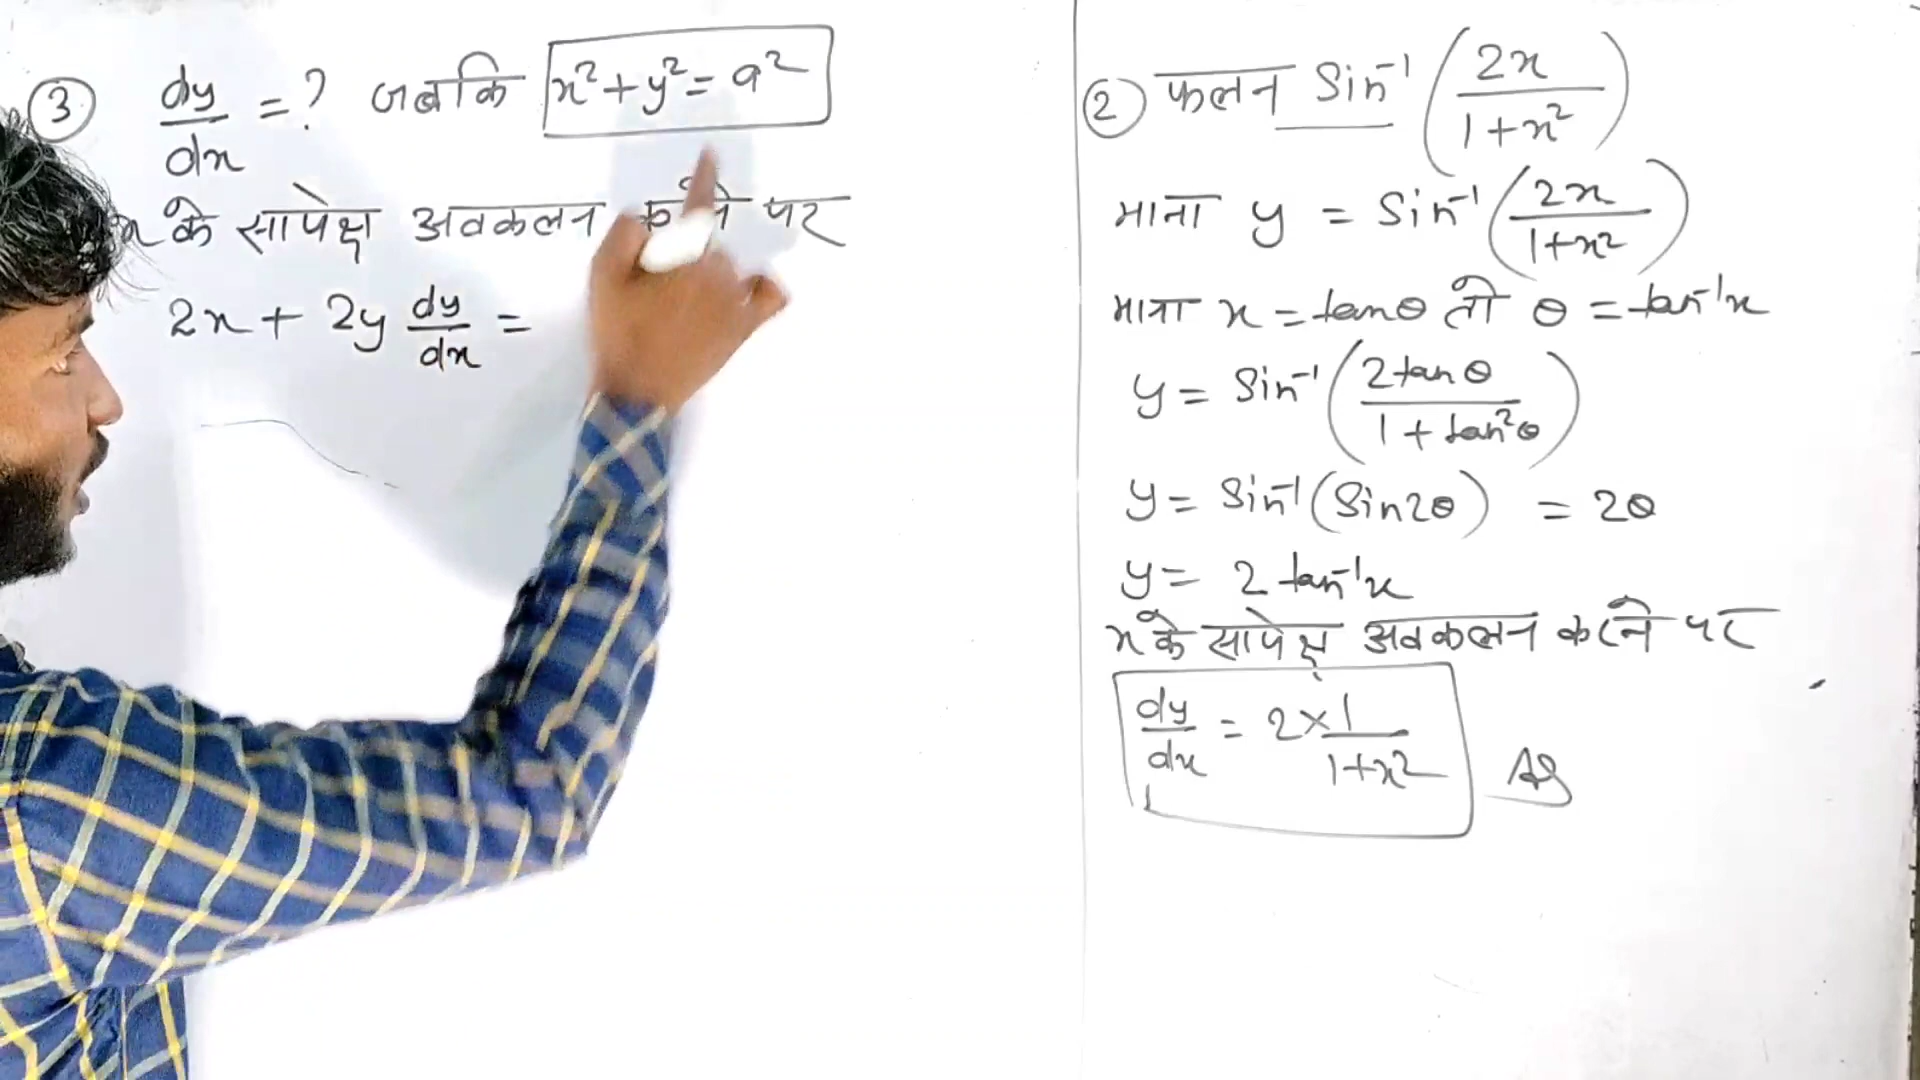 ③ dy/dx = ? जबकि x² + y² = a²
x के सापेक्ष अवकलन करने पर
2x + 2y dy/dx =
② फलन Sin⁻¹ (2x/1+x²)
माना y = Sin⁻¹ (2x/1+x²)
माना x = tanθ तो θ = tan⁻¹x
y = Sin⁻¹ (2tanθ/1+tan²θ)
y = Sin⁻¹ (Sin2θ) = 2θ
y = 2 tan⁻¹x
x के सापेक्ष अवकलन करने पर
dy/dx = 2 × 1/1+x²